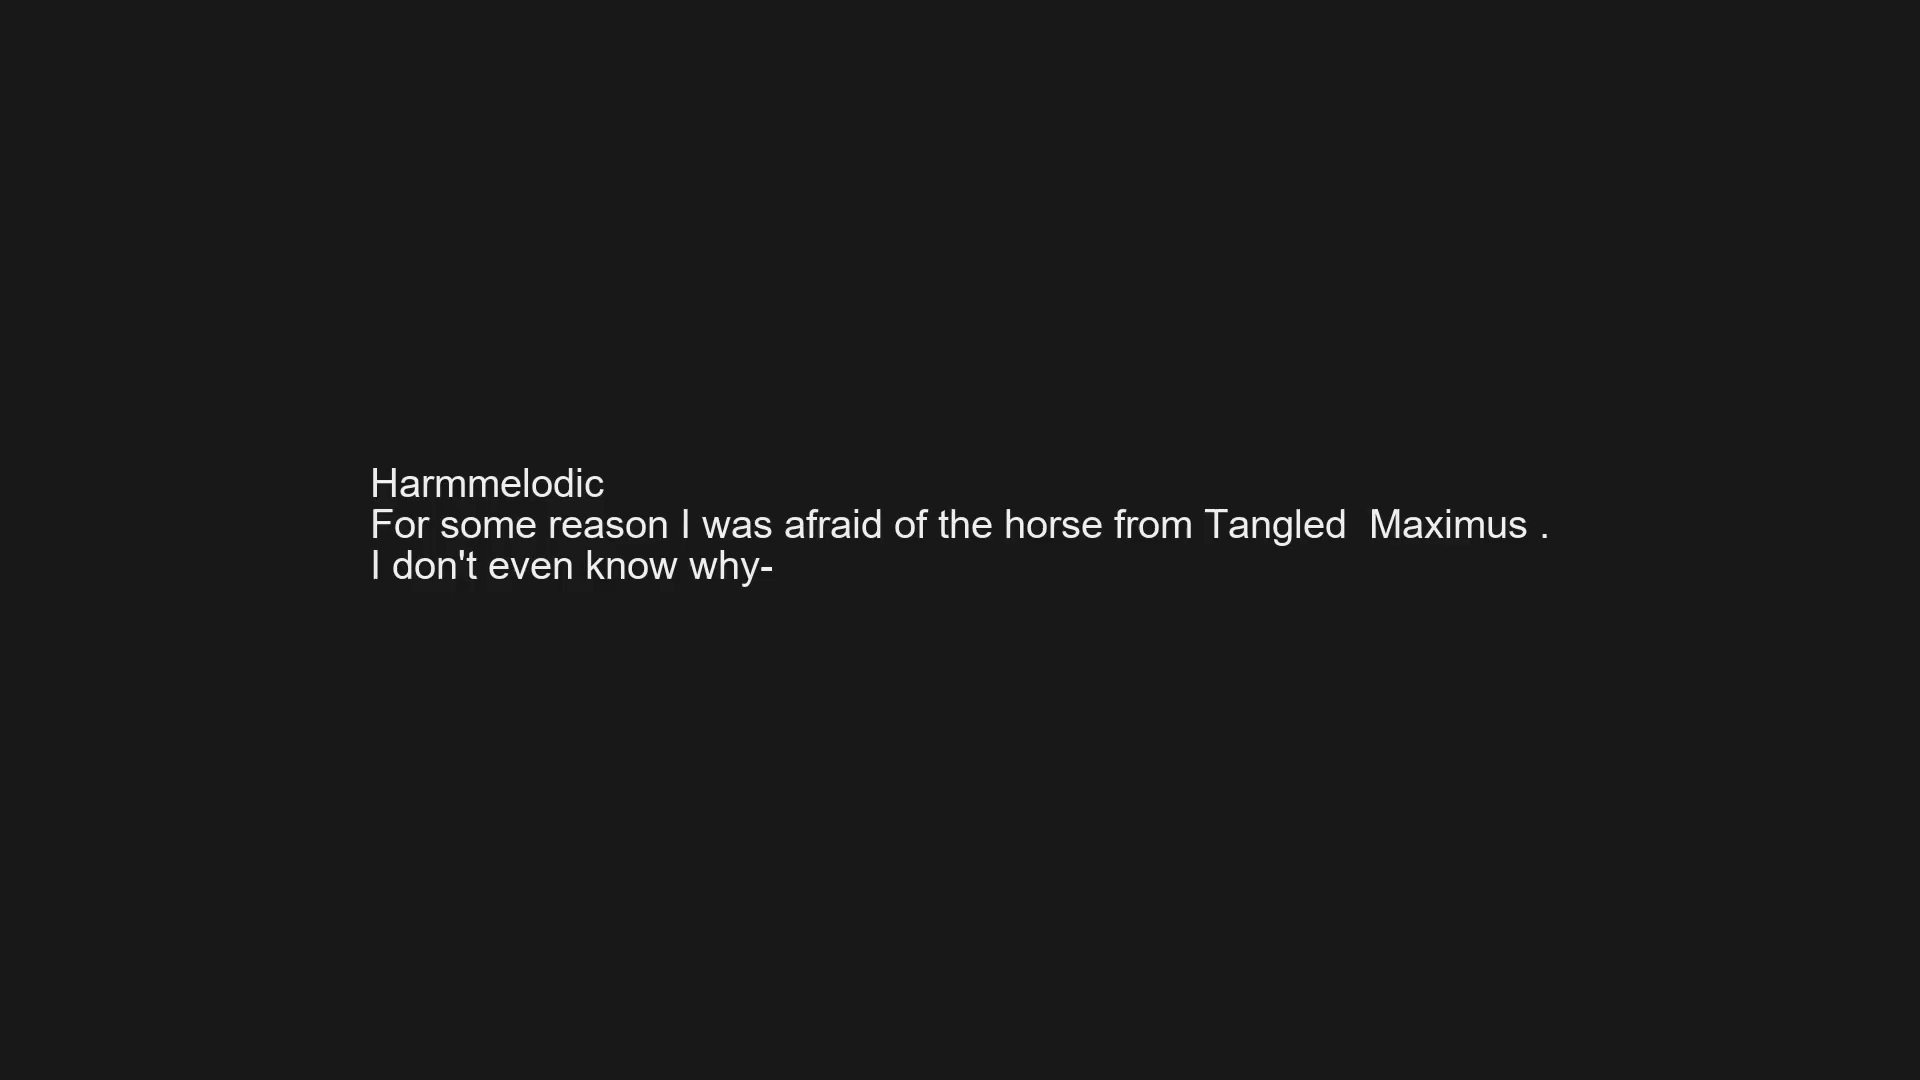 Harmmelodic
For some reason I was afraid of the horse from Tangled  Maximus .
I don't even know why-